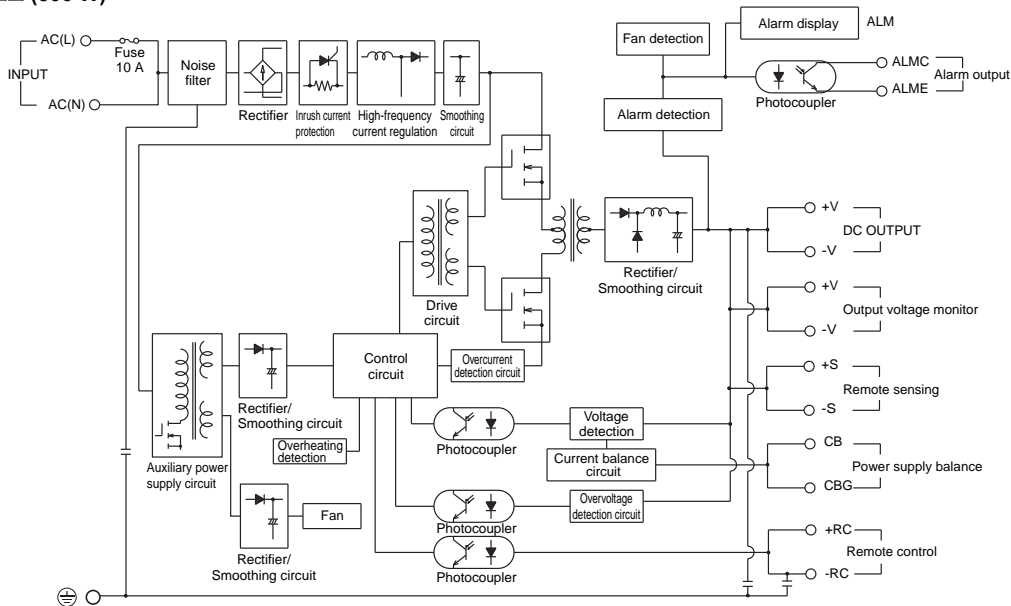 AC(L)
INPUT
AC(N)
Fuse
10 A
Noise
filter
Rectifier
Inrush current
protection
High-frequency
current regulation
Smoothing
circuit
Fan detection
Alarm display
ALM
Photocoupler
ALMC
ALME
Alarm output
Alarm detection
Drive
circuit
Rectifier/
Smoothing circuit
+V
DC OUTPUT
-V
+V
Output voltage monitor
-V
+S
Remote sensing
-S
CB
Power supply balance
CBG
+RC
Remote control
-RC
Control
circuit
Overcurrent
detection circuit
Rectifier/
Smoothing circuit
Auxiliary power
supply circuit
Overheating
detection
Photocoupler
Voltage
detection
Current balance
circuit
Photocoupler
Overvoltage
detection circuit
Photocoupler
Rectifier/
Smoothing circuit
Fan